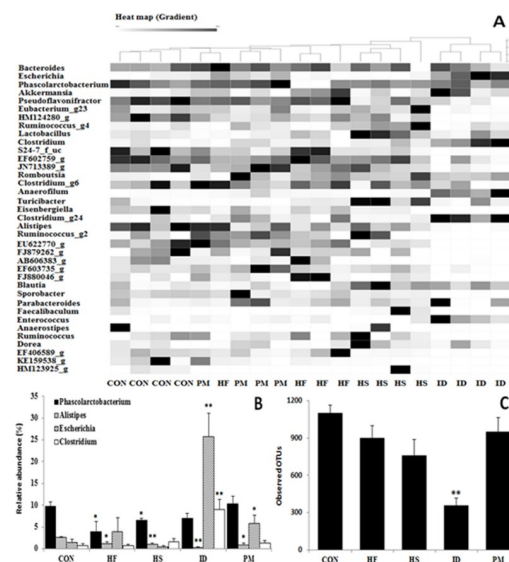 Heat map (Gradient)
A
Bacteroides
Escherichia
Phascolarctobacterium
Akkermansia
Pseudoflavonifractor
Eubacterium_g23
HM124280_g
Ruminococcus_g4
Lactobacillus
Clostridium
S24-7_f_uc
EF602759_g
JN713389_g
Romboutsia
Clostridium_g6
Anaerofilum
Turicibacter
Eisenbergiella
Clostridium_g24
Alistipes
Ruminococcus_g2
EU622770_g
FJ879262_g
AB606383_g
EF603735_g
FJ880046_g
Blautia
Sporobacter
Parabacteroides
Faecalibaculum
Enterococcus
Anaerostipes
Ruminococcus
Dorea
EF406589_g
KE159538_g
HM123925_g
CON CON CON CON PM HF PM PM PM HF HF HF HS HS HS HS ID ID ID ID
B
Phascolarctobacterium
Alistipes
Escherichia
Clostridium
Relative abundance (%)
35
30
25
20
15
10
5
0
* * * ** ** ** ** * *
CON HF HS ID PM
C
Observed OTUs
1200
900
600
300
0
**
CON HF HS ID PM